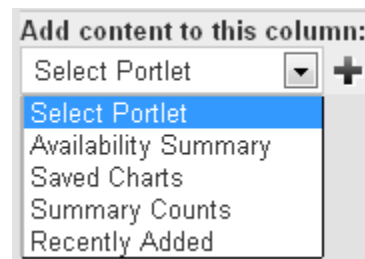 Add content to this column:
Select Portlet
Select Portlet
Availability Summary
Saved Charts
Summary Counts
Recently Added